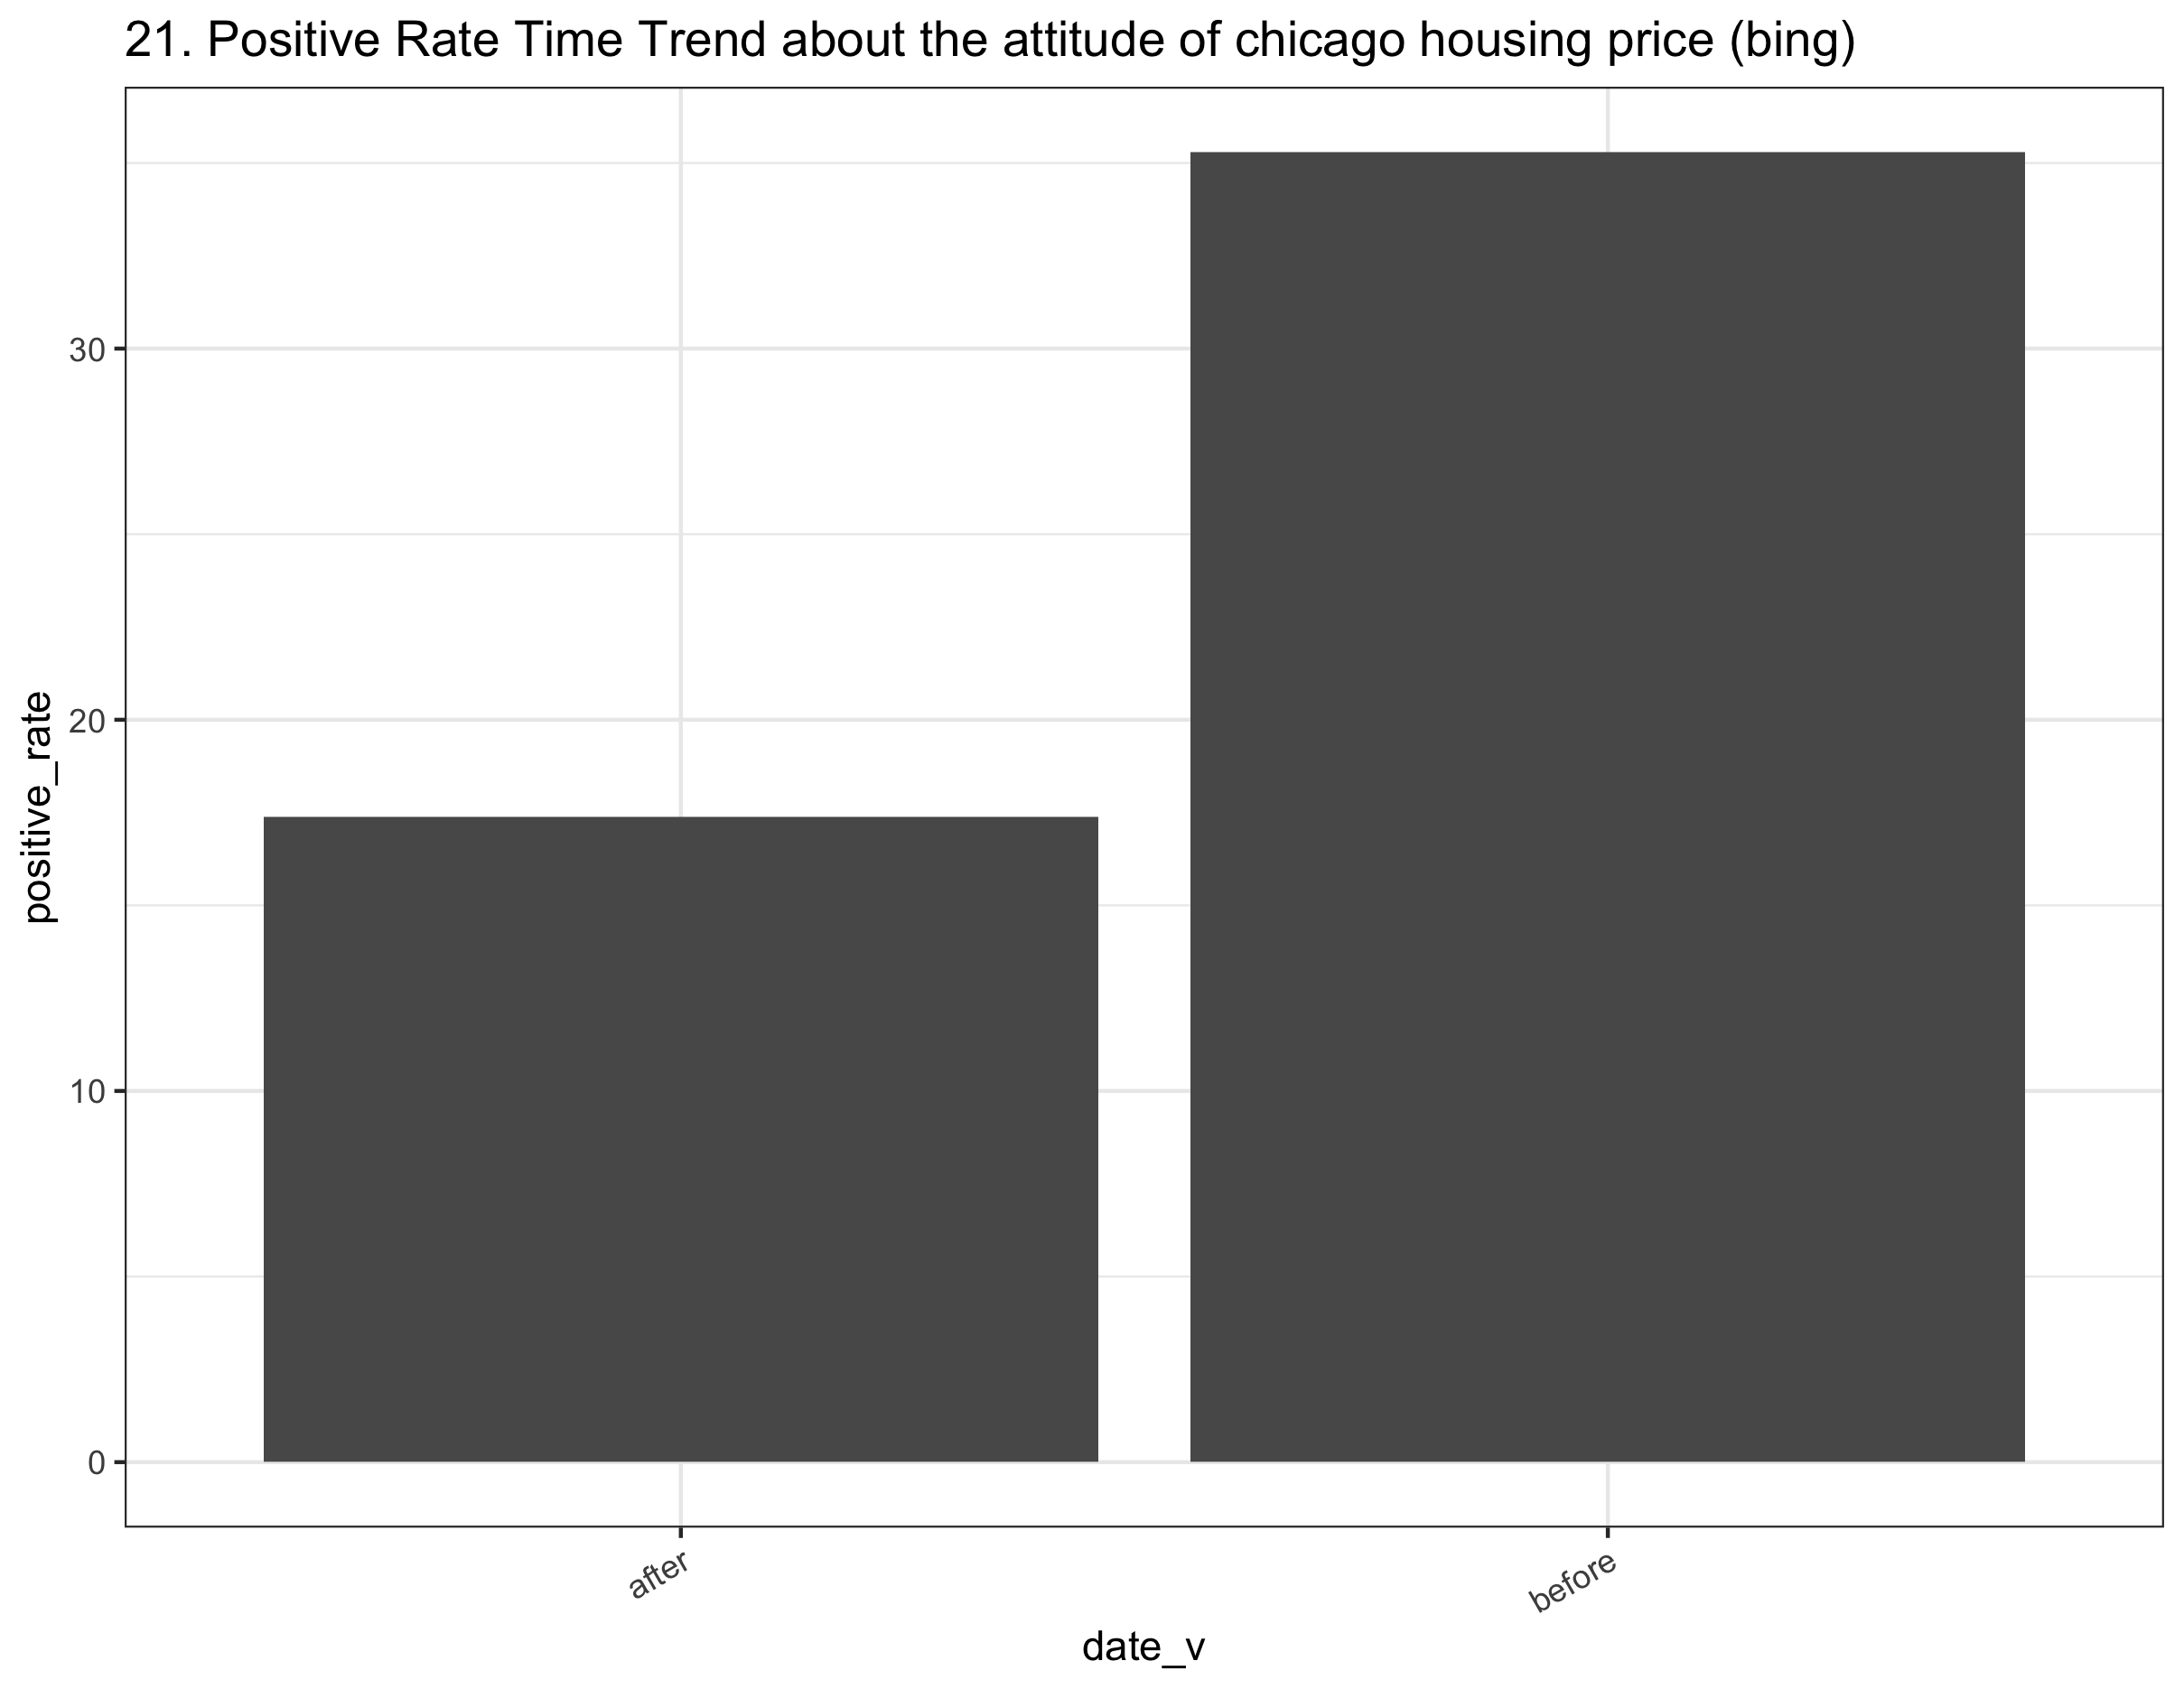 21. Positive Rate Time Trend about the attitude of chicago housing price (bing)
positive_rate
30
20
10
0
after
before
date_v